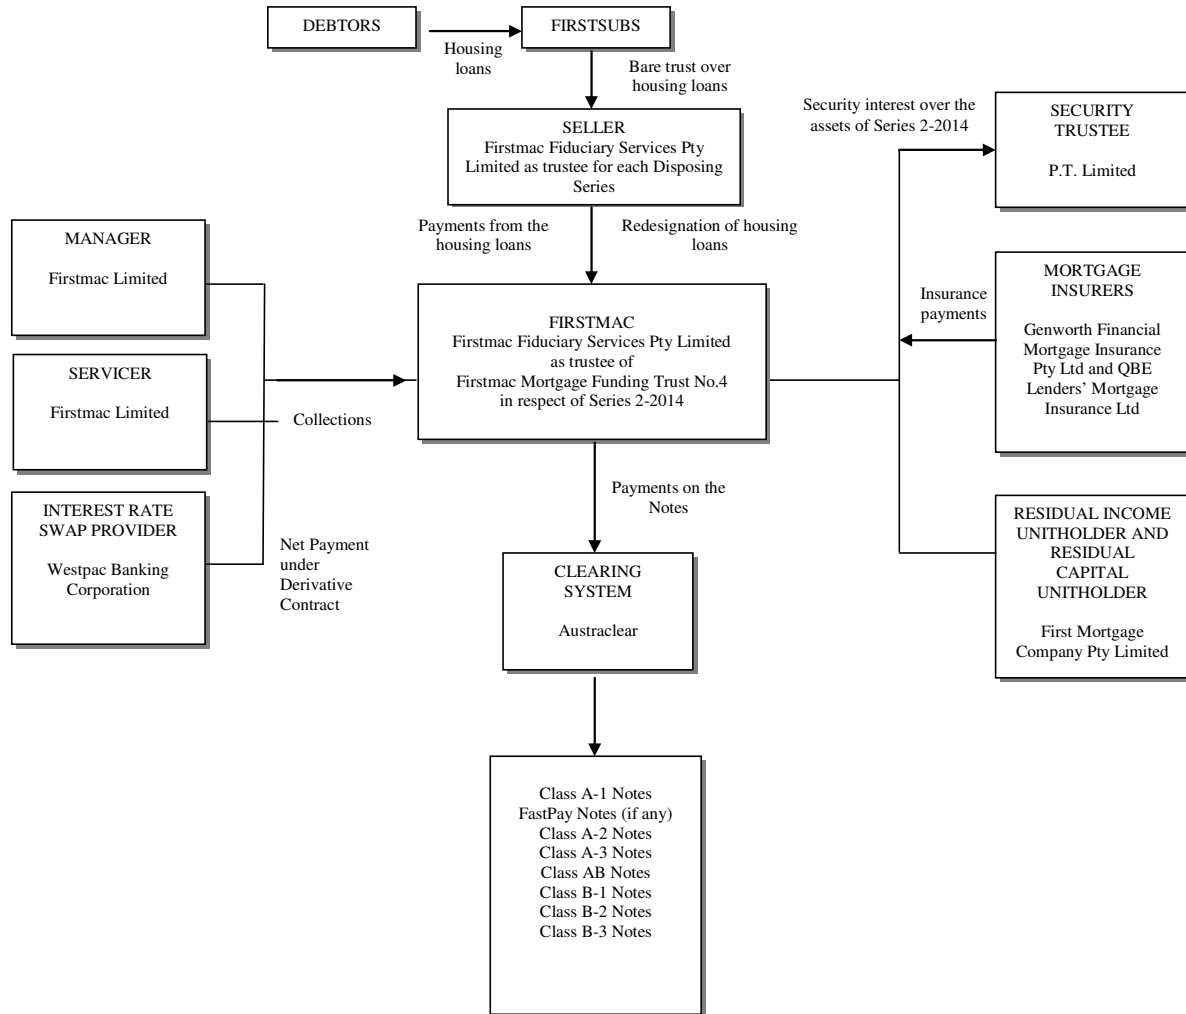 DEBTORS
FIRSTSUBS
Housing
loans
Bare trust over
housing loans
SELLER
Firstmac Fiduciary Services Pty
Limited as trustee for each Disposing
Series
Security interest over the
assets of Series 2-2014
SECURITY
TRUSTEE
P.T. Limited
Payments from the
housing loans
Redesignation of housing
loans
MANAGER
Firstmac Limited
FIRSTMAC
Firstmac Fiduciary Services Pty Limited
as trustee of
Firstmac Mortgage Funding Trust No.4
in respect of Series 2-2014
Insurance
payments
MORTGAGE
INSURERS
Genworth Financial
Mortgage Insurance
Pty Ltd and QBE
Lenders’ Mortgage
Insurance Ltd
SERVICER
Firstmac Limited
Collections
Payments on the
Notes
INTEREST RATE
SWAP PROVIDER
Westpac Banking
Corporation
Net Payment
under
Derivative
Contract
CLEARING
SYSTEM
Austraclear
RESIDUAL INCOME
UNITHOLDER AND
RESIDUAL
CAPITAL
UNITHOLDER
First Mortgage
Company Pty Limited
Class A-1 Notes
FastPay Notes (if any)
Class A-2 Notes
Class A-3 Notes
Class AB Notes
Class B-1 Notes
Class B-2 Notes
Class B-3 Notes